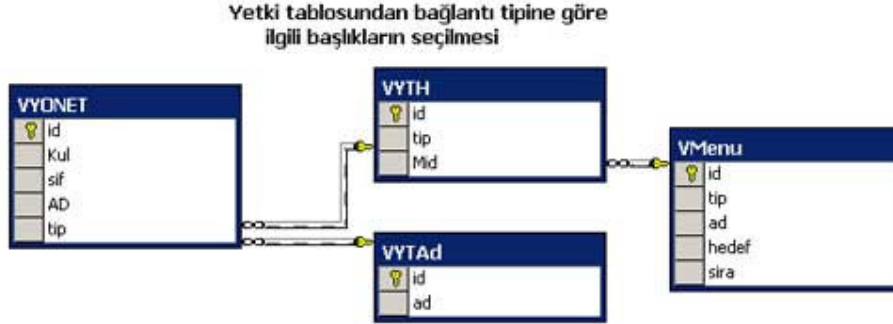 Yetki tablosundan bağlantı tipine göre
ilgili başlıkların seçilmesi
VYONET
id
Kul
sif
AD
tip
VYTH
id
tip
Mid
VYTAd
id
ad
VMenu
id
tip
ad
hedef
sira